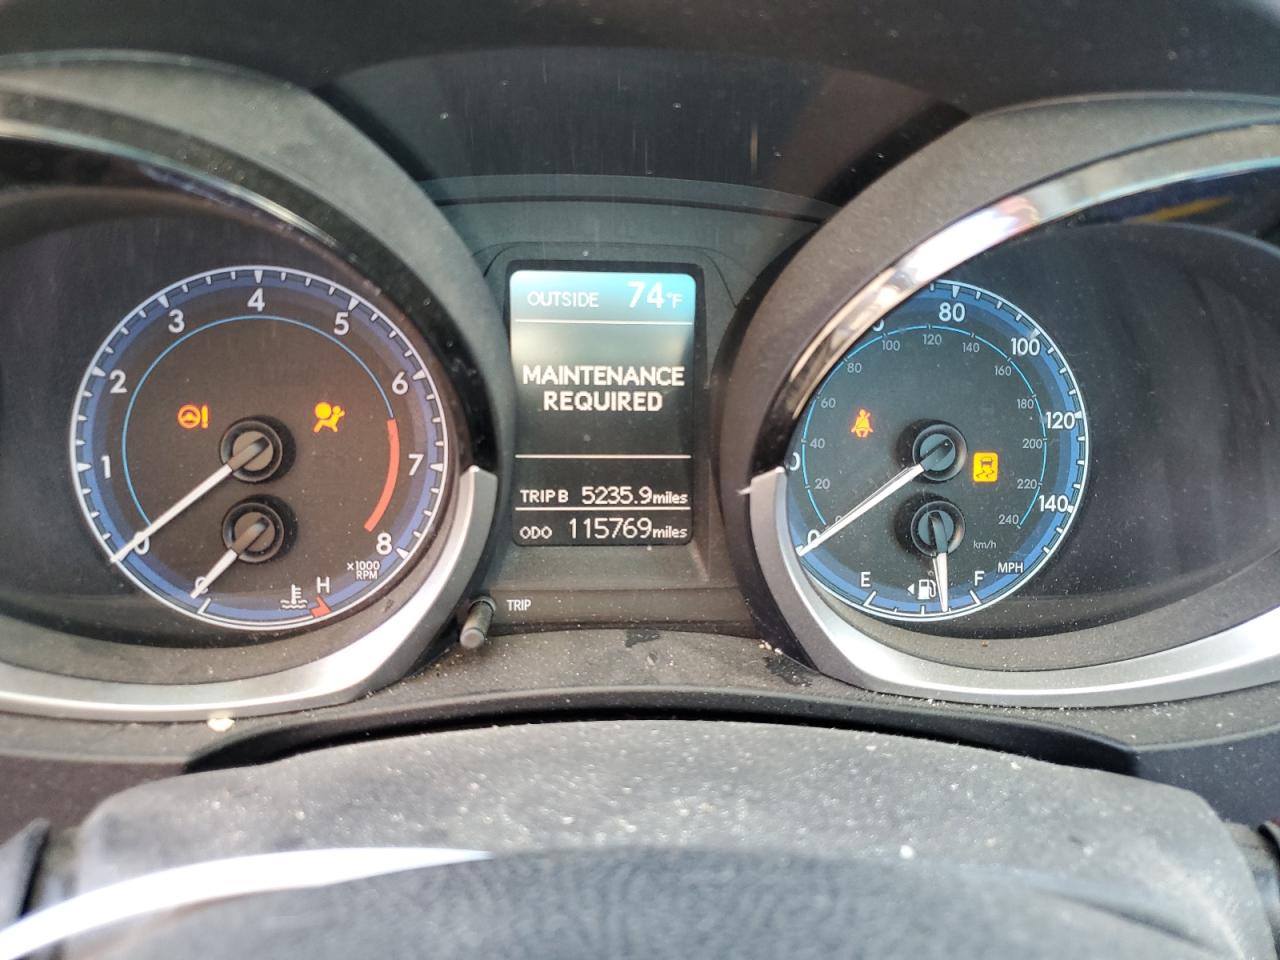 OUTSIDE 74°F
MAINTENANCE
REQUIRED
TRIP B 5235.9 miles
ODO 115769 miles
TRIP
0 1 2 3 4 5 6 7 8
×1000
RPM
H
0 80 100 120 140
20 40 60 80 100 120 140 160 180 200 220 240
km/h
MPH
E F